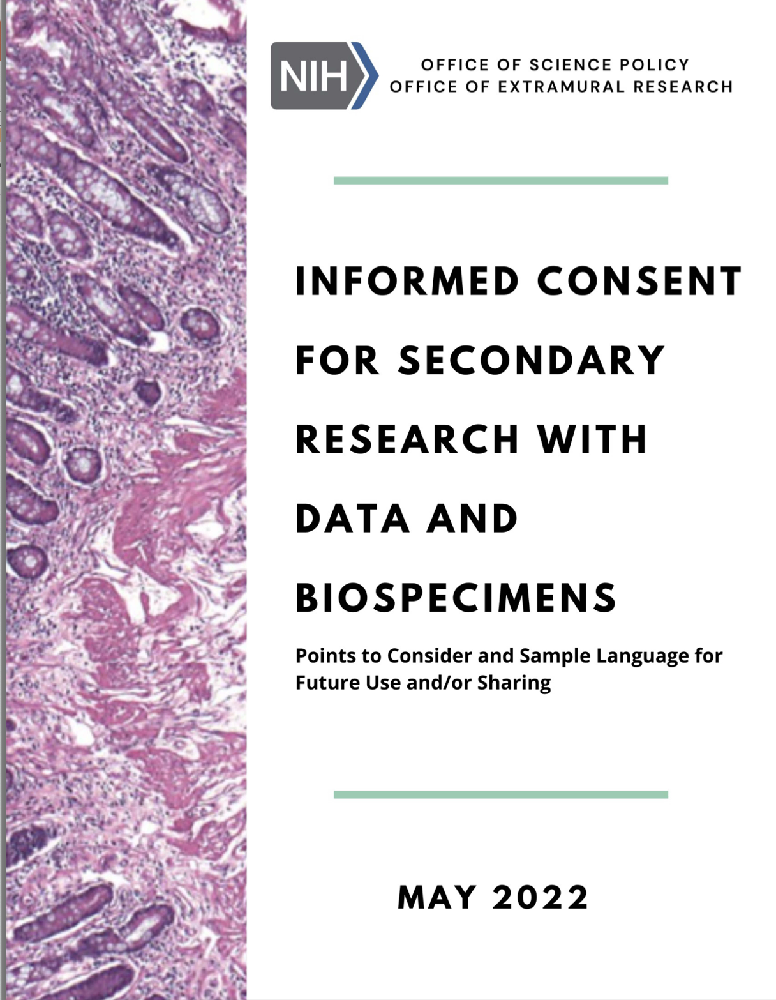 NIH
OFFICE OF SCIENCE POLICY
OFFICE OF EXTRAMURAL RESEARCH
INFORMED CONSENT
FOR SECONDARY
RESEARCH WITH
DATA AND
BIOSPECIMENS
Points to Consider and Sample Language for
Future Use and/or Sharing
MAY 2022